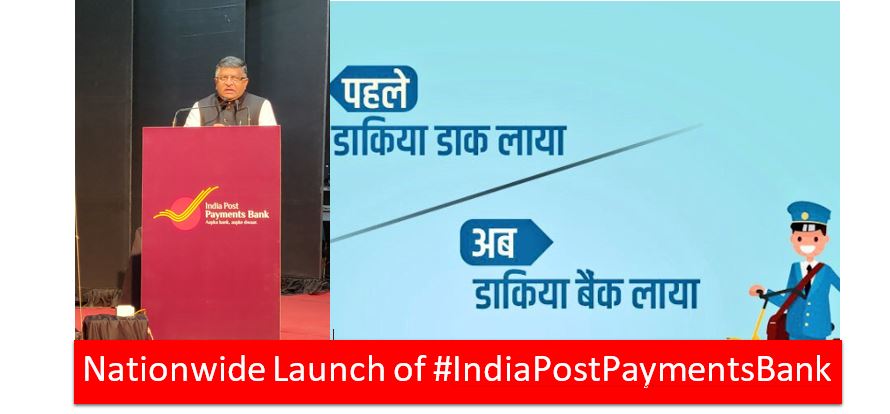 India Post
Payments Bank
Aapka bank, aapke dwaar
पहले
डाकिया डाक लाया
अब
डाकिया बैंक लाया
Nationwide Launch of #IndiaPostPaymentsBank